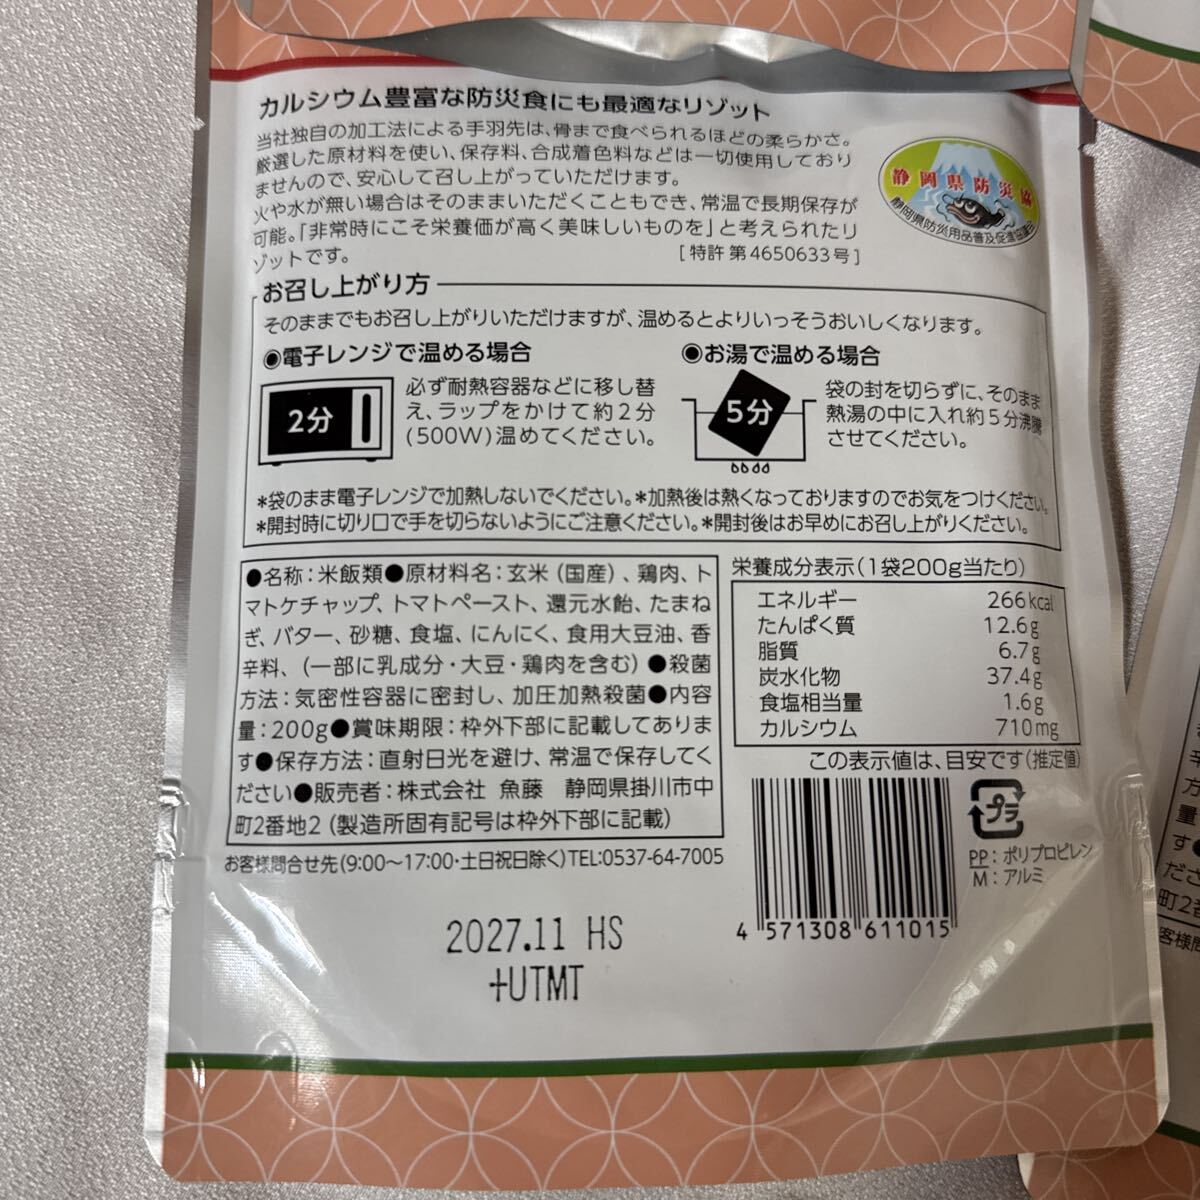 カルシウム豊富な防災食にも最適なリゾット
当社独自の加工法による手羽先は、骨まで食べられるほどの柔らかさ。
厳選した原材料を使い、保存料、合成着色料などは一切使用しており
ませんので、安心して召し上がっていただけます。
火や水が無い場合はそのままいただくこともでき、常温で長期保存が
可能。「非常時にこそ栄養価が高く美味しいものを」と考えられたリ
ゾットです。
[特許 第4650633号]
静岡県防災協
静岡県防災用品普及促進協議会
お召し上がり方
そのままでもお召し上がりいただけますが、温めるとよりいっそうおいしくなります。
◉電子レンジで温める場合
2分
必ず耐熱容器などに移し替
え、ラップをかけて約2分
(500W)温めてください。
◉お湯で温める場合
5分
袋の封を切らずに、そのまま
熱湯の中に入れ約5分沸騰
させてください。
*袋のまま電子レンジで加熱しないでください。*加熱後は熱くなっておりますのでお気をつけください。
*開封時に切り口で手を切らないようにご注意ください。*開封後はお早めにお召し上がりください。
●名称：米飯類●原材料名：玄米（国産）、鶏肉、ト
マトケチャップ、トマトペースト、還元水飴、たまね
ぎ、バター、砂糖、食塩、にんにく、食用大豆油、香
辛料、（一部に乳成分・大豆・鶏肉を含む）●殺菌
方法：気密性容器に密封し、加圧加熱殺菌●内容
量：200g●賞味期限：枠外下部に記載してありま
す●保存方法：直射日光を避け、常温で保存してく
ださい●販売者：株式会社 魚藤 静岡県掛川市中
町2番地2（製造所固有記号は枠外下部に記載）
お客様問合せ先(9:00〜17:00・土日祝日除く)TEL:0537-64-7005
栄養成分表示（1袋200g当たり）
エネルギー 266kcal
たんぱく質 12.6g
脂質 6.7g
炭水化物 37.4g
食塩相当量 1.6g
カルシウム 710mg
この表示値は、目安です（推定値）
プラ
PP：ポリプロピレン
M：アルミ
4 571308 611015
2027.11 HS
+UTMT